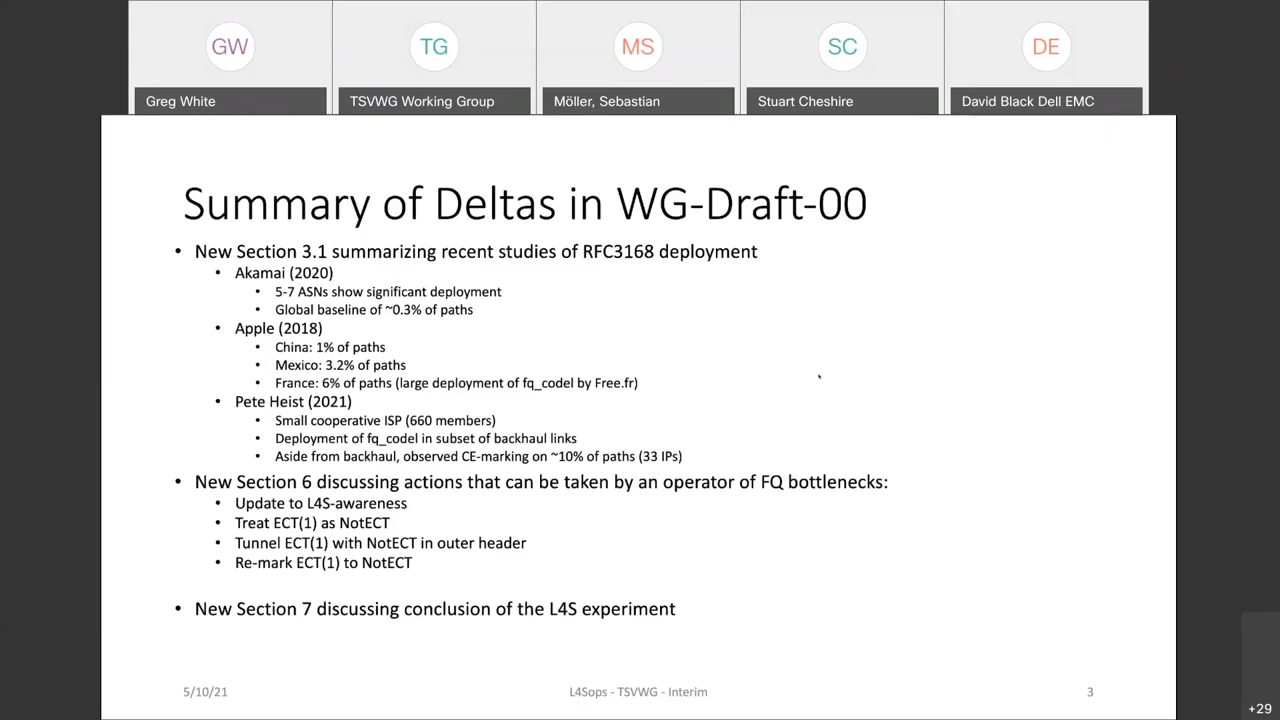 GW
TG
MS
SC
DE
Greg White
TSVWG Working Group
Möller, Sebastian
Stuart Cheshire
David Black Dell EMC
Summary of Deltas in WG-Draft-00
• New Section 3.1 summarizing recent studies of RFC3168 deployment
• Akamai (2020)
• 5-7 ASNs show significant deployment
• Global baseline of ~0.3% of paths
• Apple (2018)
• China: 1% of paths
• Mexico: 3.2% of paths
• France: 6% of paths (large deployment of fq_codel by Free.fr)
• Pete Heist (2021)
• Small cooperative ISP (660 members)
• Deployment of fq_codel in subset of backhaul links
• Aside from backhaul, observed CE-marking on ~10% of paths (33 IPs)
• New Section 6 discussing actions that can be taken by an operator of FQ bottlenecks:
• Update to L4S-awareness
• Treat ECT(1) as NotECT
• Tunnel ECT(1) with NotECT in outer header
• Re-mark ECT(1) to NotECT
• New Section 7 discussing conclusion of the L4S experiment
5/10/21
L4Sops - TSVWG - Interim
3
+29